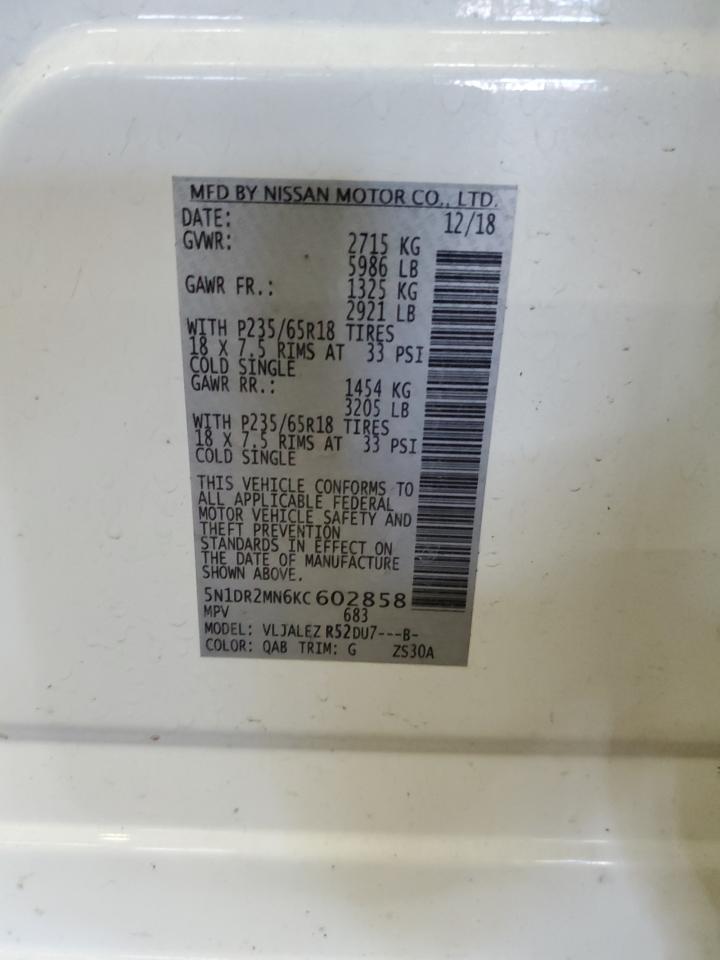 MFD BY NISSAN MOTOR CO., LTD.
DATE: 12/18
GVWR: 2715 KG
5986 LB
GAWR FR.: 1325 KG
2921 LB
WITH P235/65R18 TIRES
18 X 7.5 RIMS AT 33 PSI
COLD SINGLE
GAWR RR.: 1454 KG
3205 LB
WITH P235/65R18 TIRES
18 X 7.5 RIMS AT 33 PSI
COLD SINGLE
THIS VEHICLE CONFORMS TO
ALL APPLICABLE FEDERAL
MOTOR VEHICLE SAFETY AND
THEFT PREVENTION
STANDARDS IN EFFECT ON
THE DATE OF MANUFACTURE
SHOWN ABOVE.
5N1DR2MN6KC602858
MPV 683
MODEL: VLJALEZ R52DU7---B-
COLOR: QAB TRIM: G ZS30A